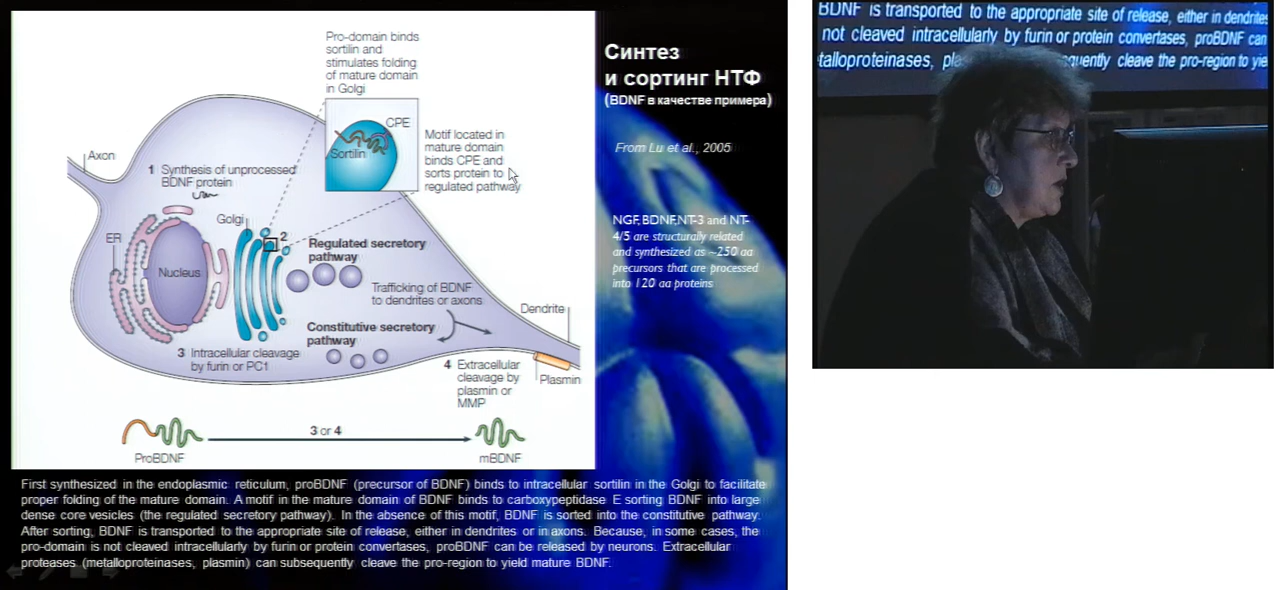 Pro-domain binds
sortilin and
stimulates folding
of mature domain
in Golgi
CPE
Sortilin
Motif located in
mature domain
binds CPE and
sorts protein to
regulated pathway
Axon
1 Synthesis of unprocessed
BDNF protein
Golgi
ER
2
Nucleus
Regulated secretory
pathway
Trafficking of BDNF
to dendrites or axons
Constitutive secretory
pathway
Dendrite
3 Intracellular cleavage
by furin or PC1
4 Extracellular
cleavage by
plasmin or
MMP
Plasmin
3 or 4
ProBDNF
mBDNF
Синтез
и сортинг НТФ
(BDNF в качестве примера)
From Lu et al., 2005
NGF, BDNF,NT-3 and NT-
4/5 are structurally related
and synthesized as ~250 aa
precursors that are processed
into 120 aa proteins
First synthesized in the endoplasmic reticulum, proBDNF (precursor of BDNF) binds to intracellular sortilin in the Golgi to facilitate
proper folding of the mature domain. A motif in the mature domain of BDNF binds to carboxypeptidase E sorting BDNF into large
dense core vesicles (the regulated secretory pathway). In the absence of this motif, BDNF is sorted into the constitutive pathway.
After sorting, BDNF is transported to the appropriate site of release, either in dendrites or in axons. Because, in some cases, the
pro-domain is not cleaved intracellularly by furin or protein convertases, proBDNF can be released by neurons. Extracellular
proteases (metalloproteinases, plasmin) can subsequently cleave the pro-region to yield mature BDNF.
BDNF is transported to the appropriate site of release, either in dendrites
not cleaved intracellularly by furin or protein convertases, proBDNF can
talloproteinases, cleave the pro-region to